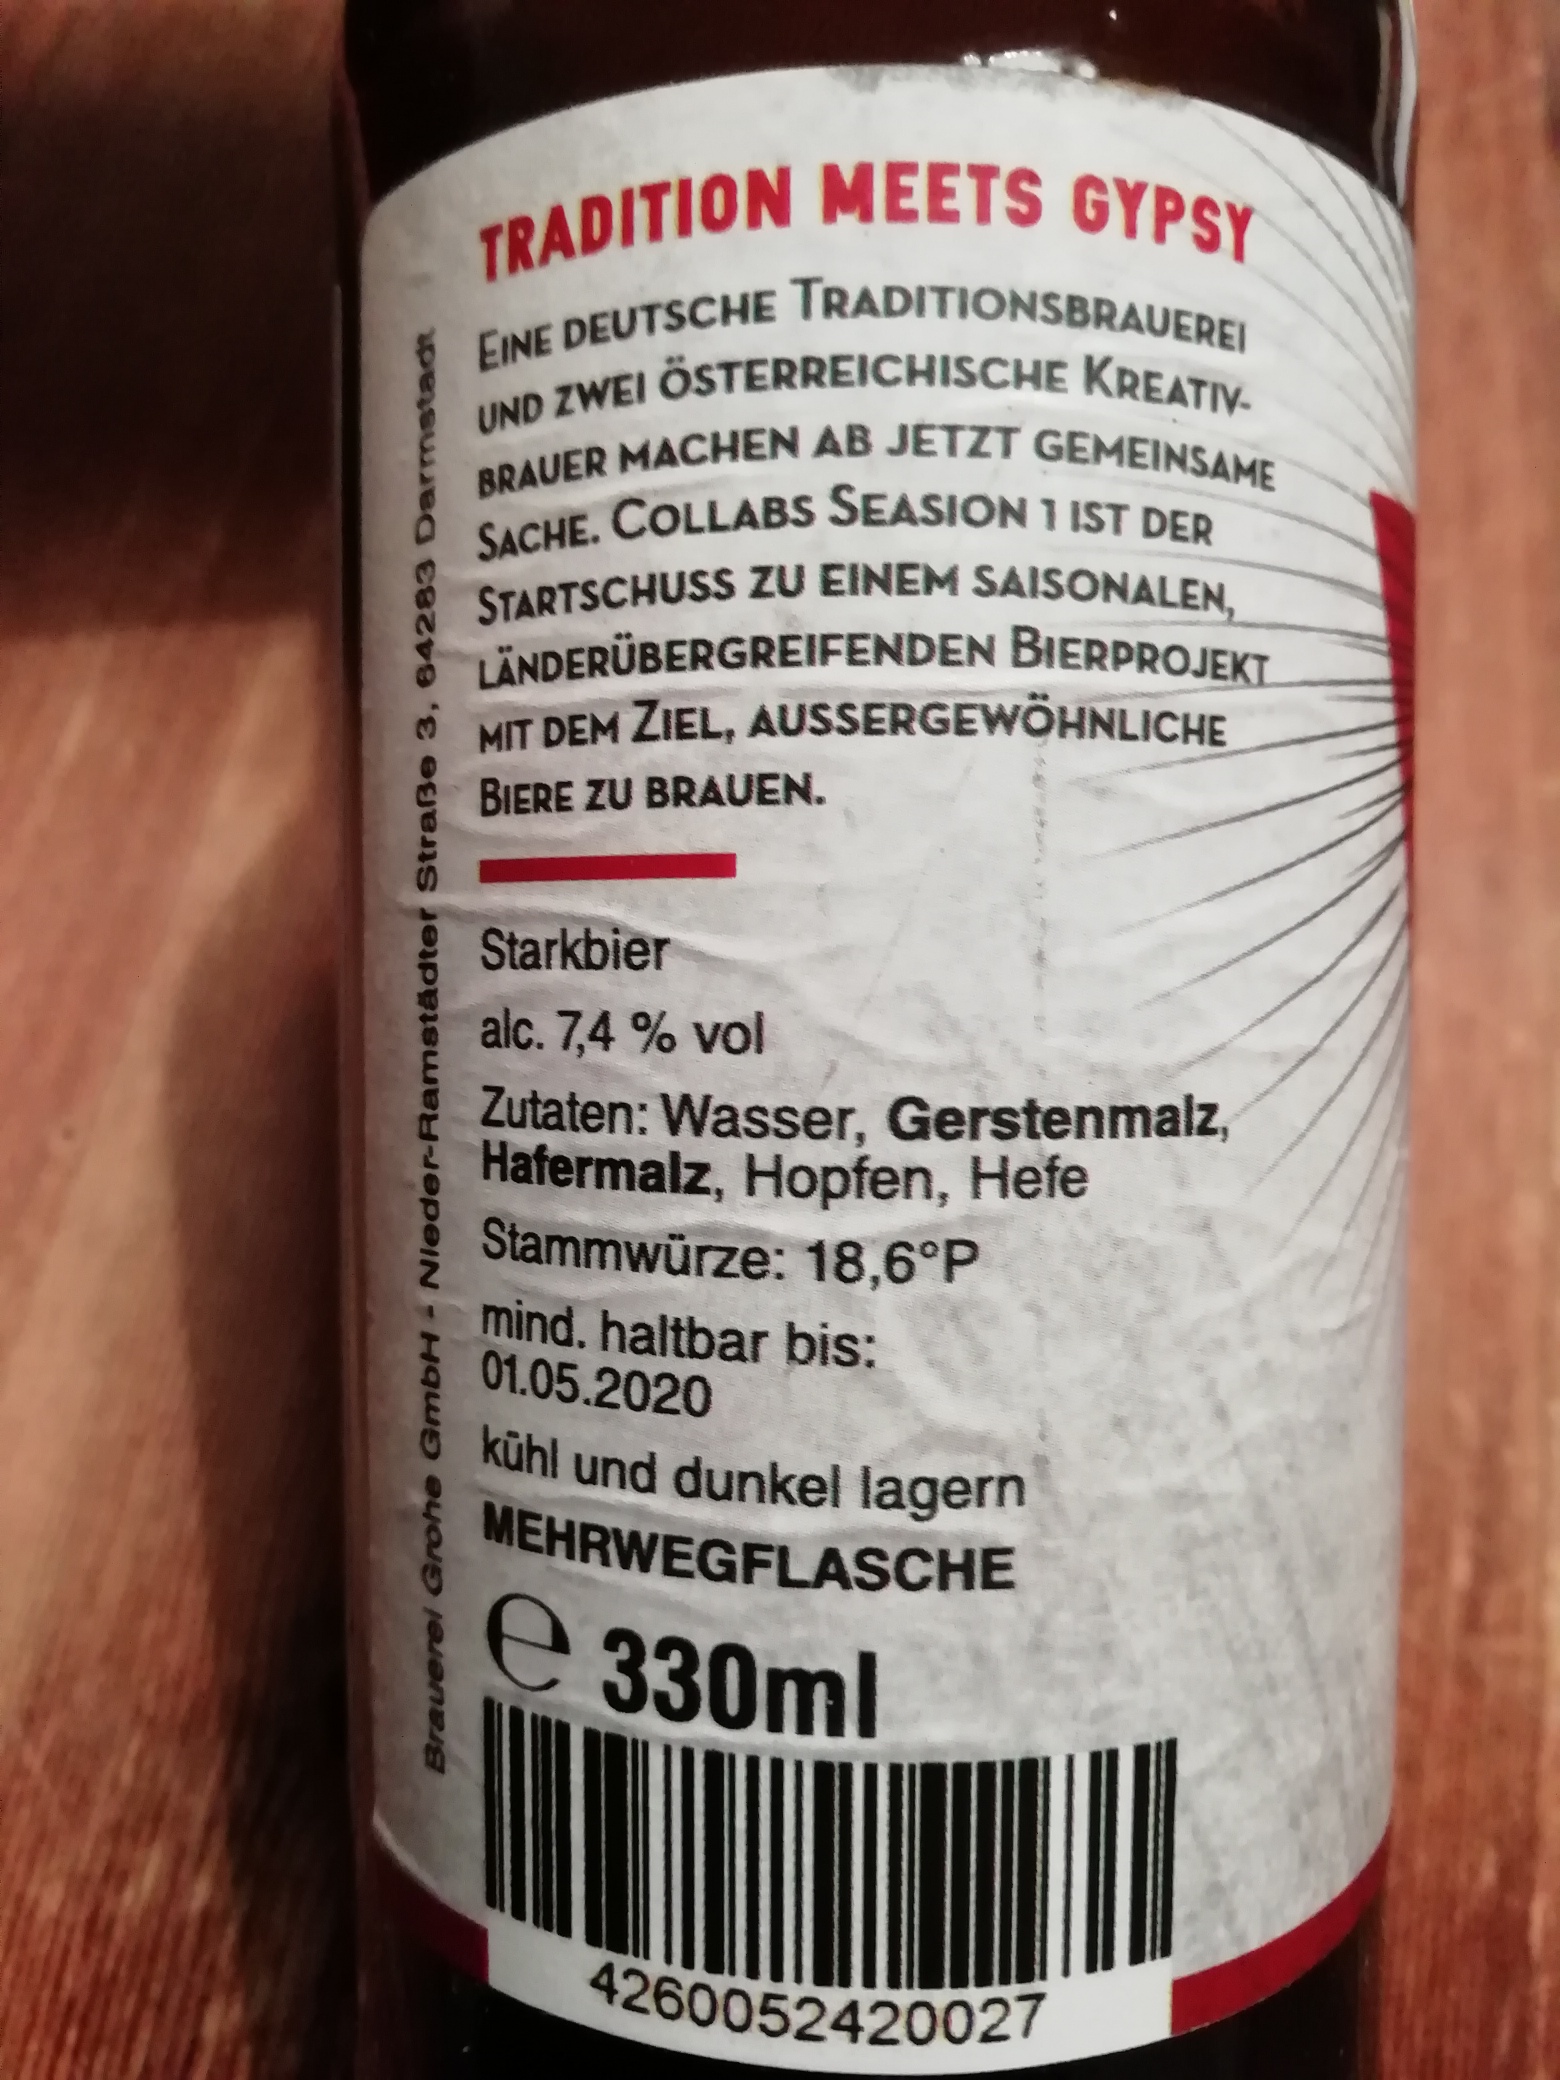 TRADITION MEETS GYPSY
EINE DEUTSCHE TRADITIONSBRAUEREI
UND ZWEI ÖSTERREICHISCHE KREATIV-
BRAUER MACHEN AB JETZT GEMEINSAME
SACHE. COLLABS SEASION 1 IST DER
STARTSCHUSS ZU EINEM SAISONALEN,
LÄNDERÜBERGREIFENDEN BIERPROJEKT
MIT DEM ZIEL, AUSSERGEWÖHNLICHE
BIERE ZU BRAUEN.
Starkbier
alc. 7,4 % vol
Zutaten: Wasser, Gerstenmalz,
Hafermalz, Hopfen, Hefe
Stammwürze: 18,6°P
mind. haltbar bis:
01.05.2020
kühl und dunkel lagern
MEHRWEGFLASCHE
e 330ml
4260052420027
Brauerei Grohe GmbH - Nieder-Ramstädter Straße 3, 64283 Darmstadt